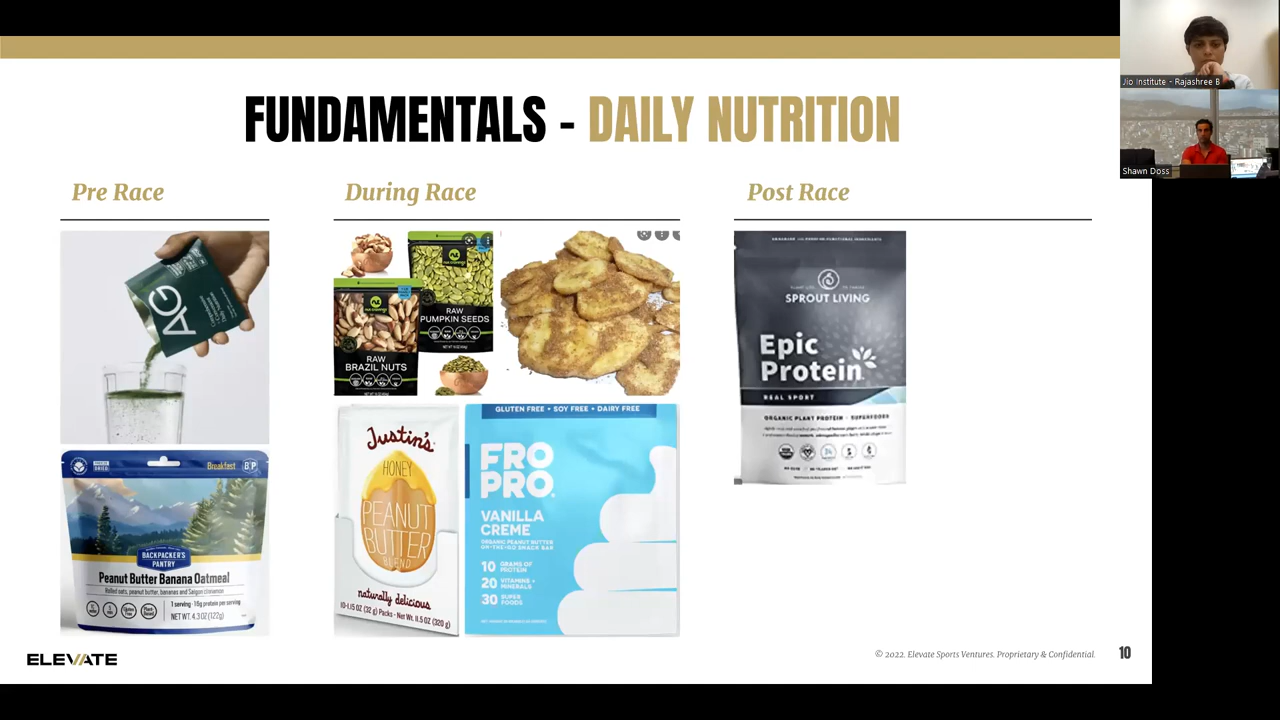 FUNDAMENTALS - DAILY NUTRITION
Pre Race
During Race
Post Race
AG
Breakfast
BACKPACKER'S
PANTRY
Peanut Butter Banana Oatmeal
Rolled oats, peanut butter, bananas and Saigon cinnamon
1 serving · 15g protein per serving
NET WT. 4.3 OZ (122g)
RAW
PUMPKIN SEEDS
RAW
BRAZIL NUTS
Justin's
HONEY
PEANUT
BUTTER
BLEND
naturally delicious
10-1.15 OZ (32 g) Packs - Net Wt. 11.5 OZ (320 g)
GLUTEN FREE • SOY FREE • DAIRY FREE
FRO
PRO
VANILLA
CREME
ORGANIC PEANUT BUTTER
ON-THE-GO SNACK BAR
10 GRAMS OF
PROTEIN
20 VITAMINS +
MINERALS
30 SUPER
FOODS
SPROUT LIVING
Epic
Protein
REAL SPORT
ORGANIC PLANT PROTEIN + SUPERFOODS
ELEVATE
© 2022. Elevate Sports Ventures. Proprietary & Confidential.
10
Jio Institute - Rajashree B
Shawn Doss